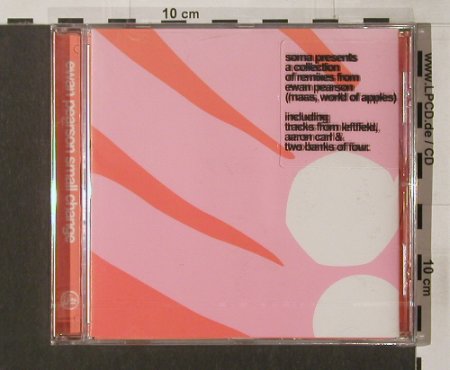 10 cm
soma presents
a collection
of remixes from
ewan pearson
(maas, world of apples)
including
tracks from leftfield,
aaron carl &
two banks of four.
ewan pearson small change
www.LPCD.de / CD
10 cm